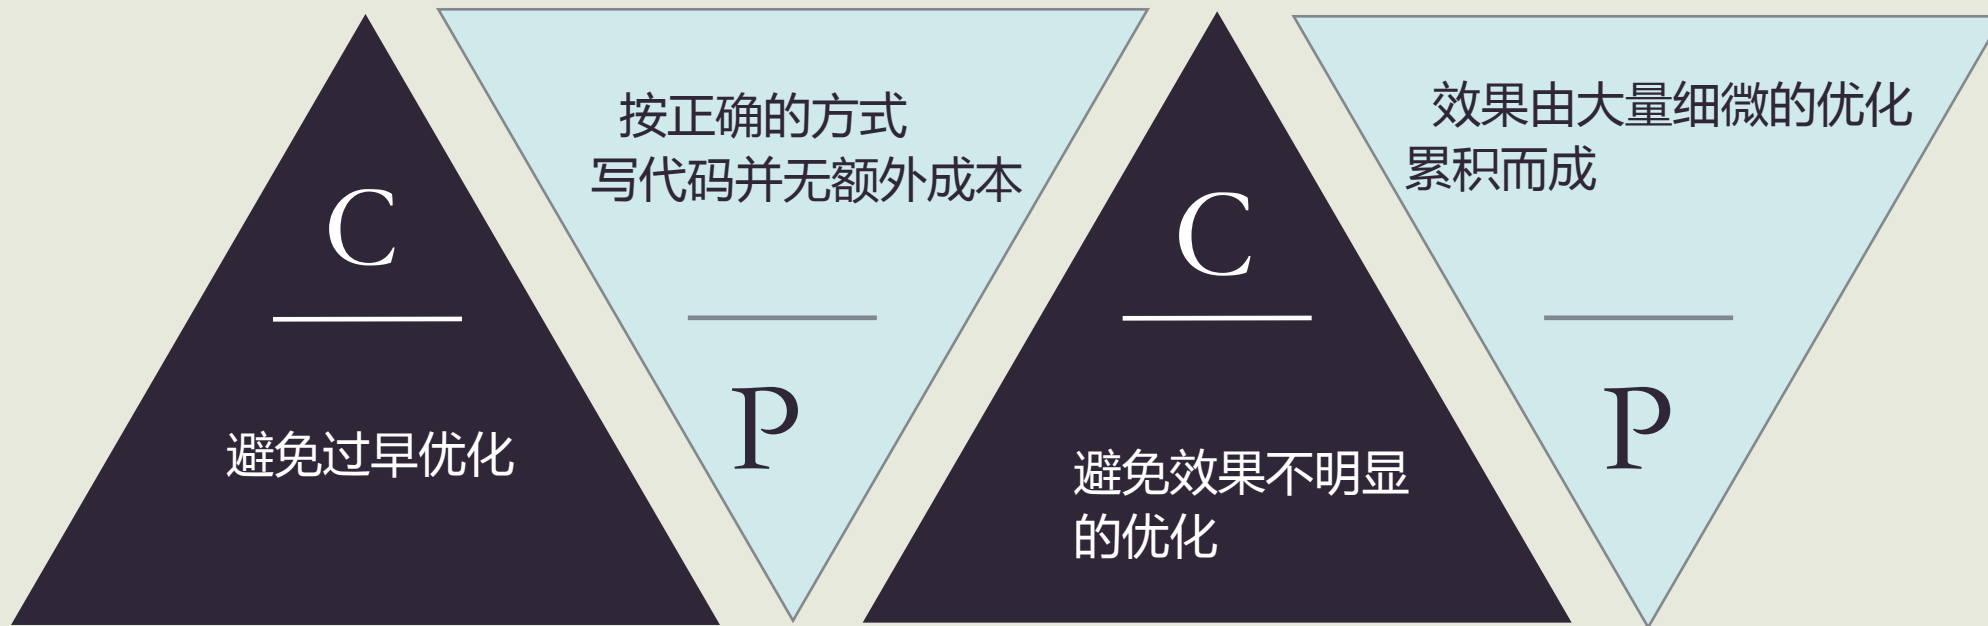 C
避免过早优化
按正确的方式
写代码并无额外成本
P
C
避免效果不明显
的优化
效果由大量细微的优化
累积而成
P